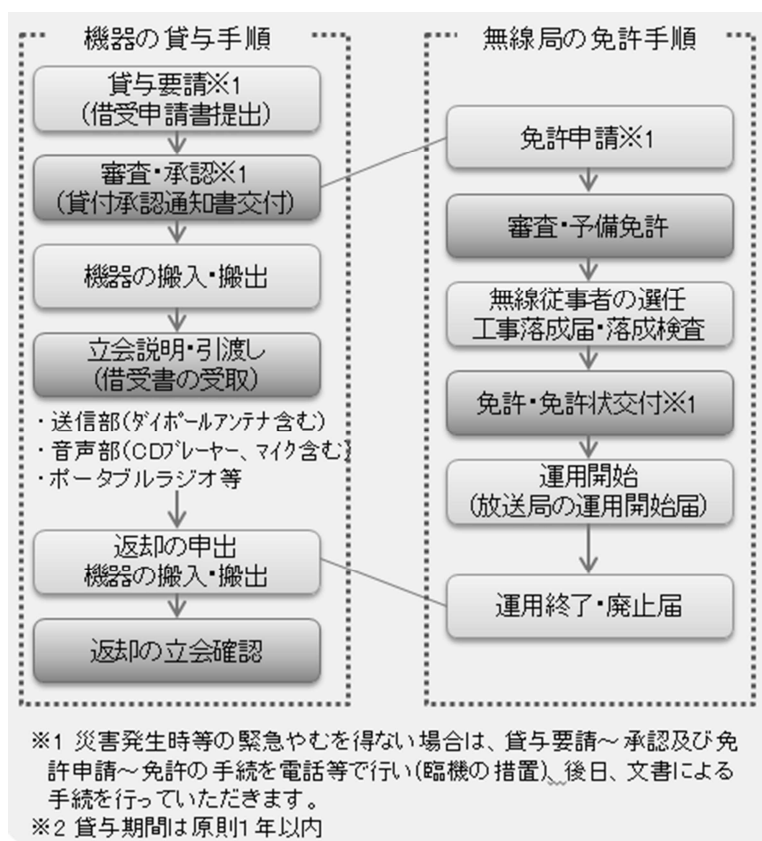 機器の貸与手順
貸与要請※1
(借受申請書提出)
審査・承認※1
(貸付承認通知書交付)
機器の搬入・搬出
立会説明・引渡し
(借受書の受取)
・送信部(ダイポールアンテナ含む)
・音声部(CDプレーヤー、マイク含む)
・ポータブルラジオ等
返却の申出
機器の搬入・搬出
返却の立会確認
無線局の免許手順
免許申請※1
審査・予備免許
無線従事者の選任
工事落成届・落成検査
免許・免許状交付※1
運用開始
(放送局の運用開始届)
運用終了・廃止届
※1 災害発生時等の緊急やむを得ない場合は、貸与要請～承認及び免
許申請～免許の手続を電話等で行い(臨機の措置)、後日、文書による
手続を行っていただきます。
※2 貸与期間は原則1年以内